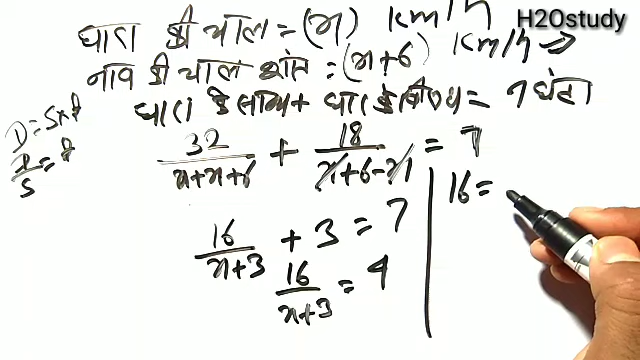 H2Ostudy
धारा की चाल = (x) km/h
नाव की चाल शांत = (x+6) km/h →
धारा के साथ + धारा के विपरीत = 7 घंटा
D = S×t
D/S = t
32/(x+x+6) + 18/(x+6-x) = 7
16/(x+3) + 3 = 7
16/(x+3) = 4
16 =